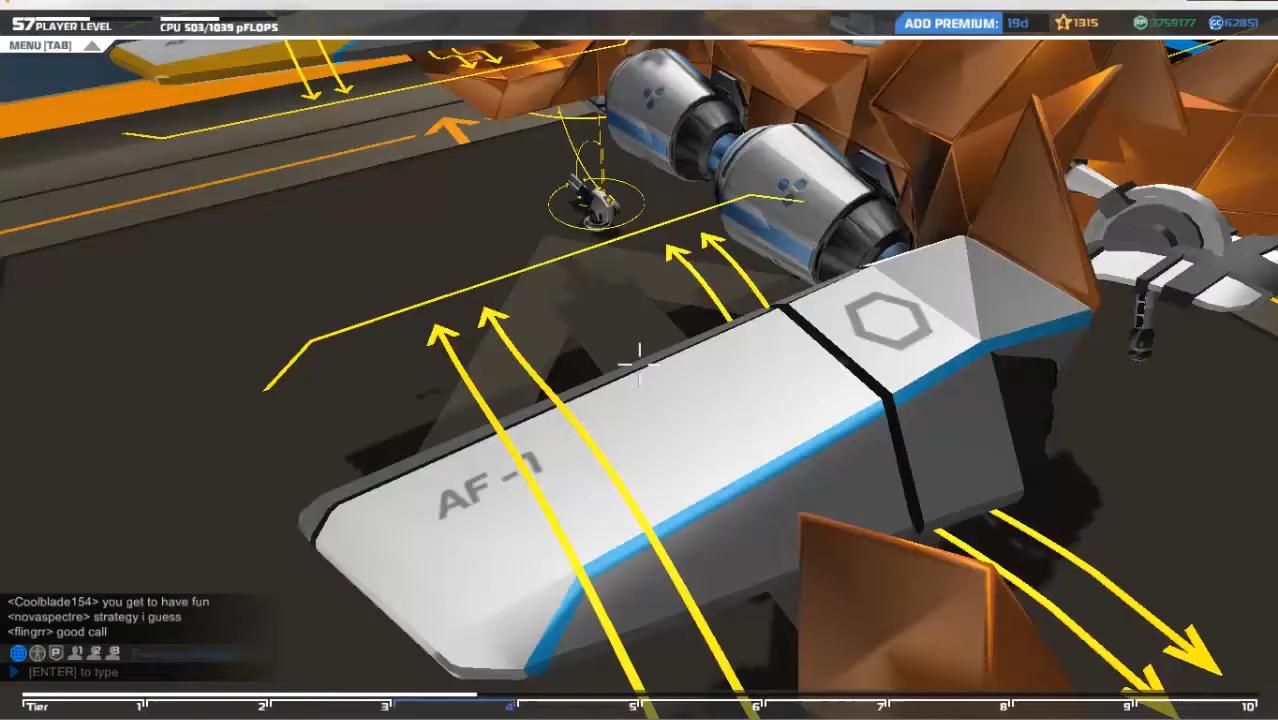 57 PLAYER LEVEL CPU 503/1039 pFLOPS ADD PREMIUM: 19d 1315 RP 3759177 GC 62851
MENU [TAB]
AF-1
<Coolblade154> you get to have fun
<novaspectre> strategy i guess
<flingrr> good call
[ENTER] to type
Tier 1 2 3 4 5 6 7 8 9 10